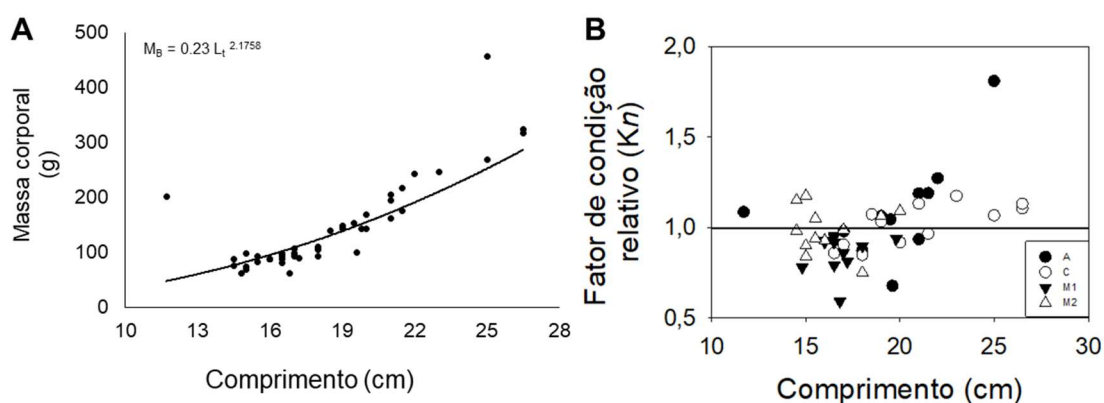 A
M_B = 0.23 L_t ^2.1758
Massa corporal
(g)
500
400
300
200
100
0
10 13 16 19 22 25 28
Comprimento (cm)
B
Fator de condição
relativo (Kn)
2,0
1,5
1,0
0,5
A
C
M1
M2
10 15 20 25 30
Comprimento (cm)